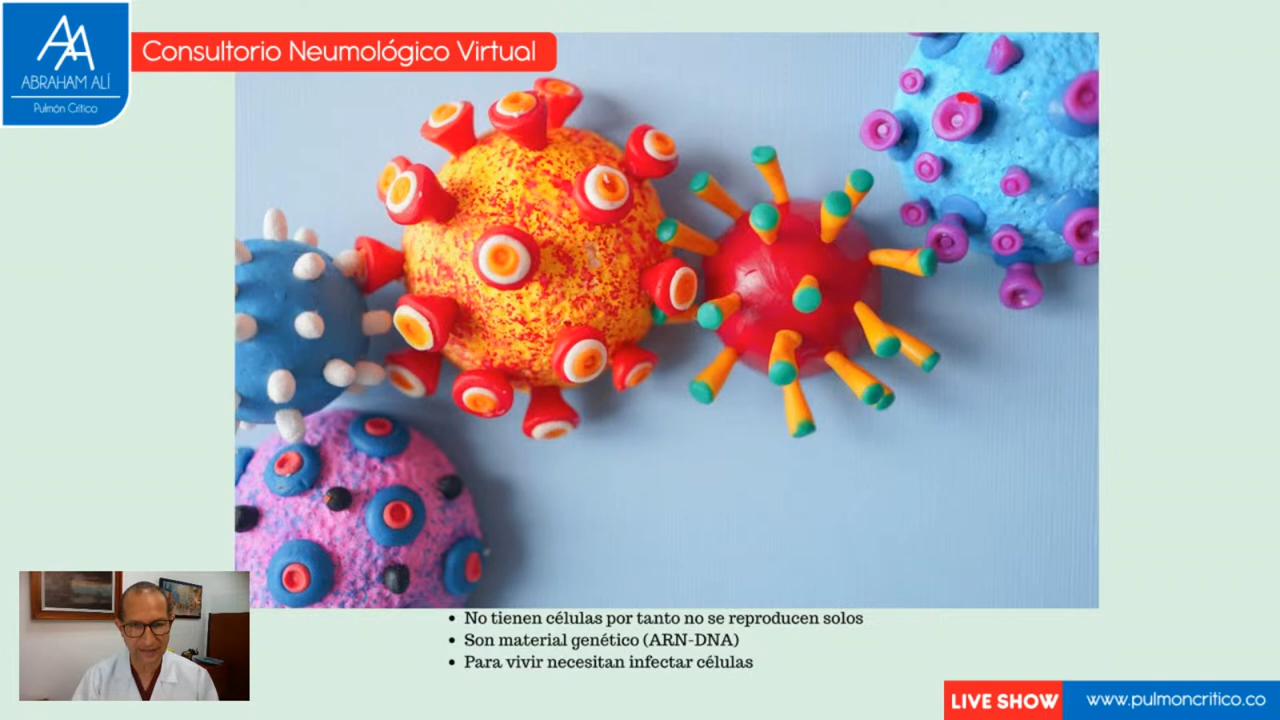 AA
ABRAHAM ALÍ
Pulmón Crítico
Consultorio Neumológico Virtual
No tienen células por tanto no se reproducen solos
Son material genético (ARN-DNA)
Para vivir necesitan infectar células
LIVE SHOW
www.pulmoncritico.co